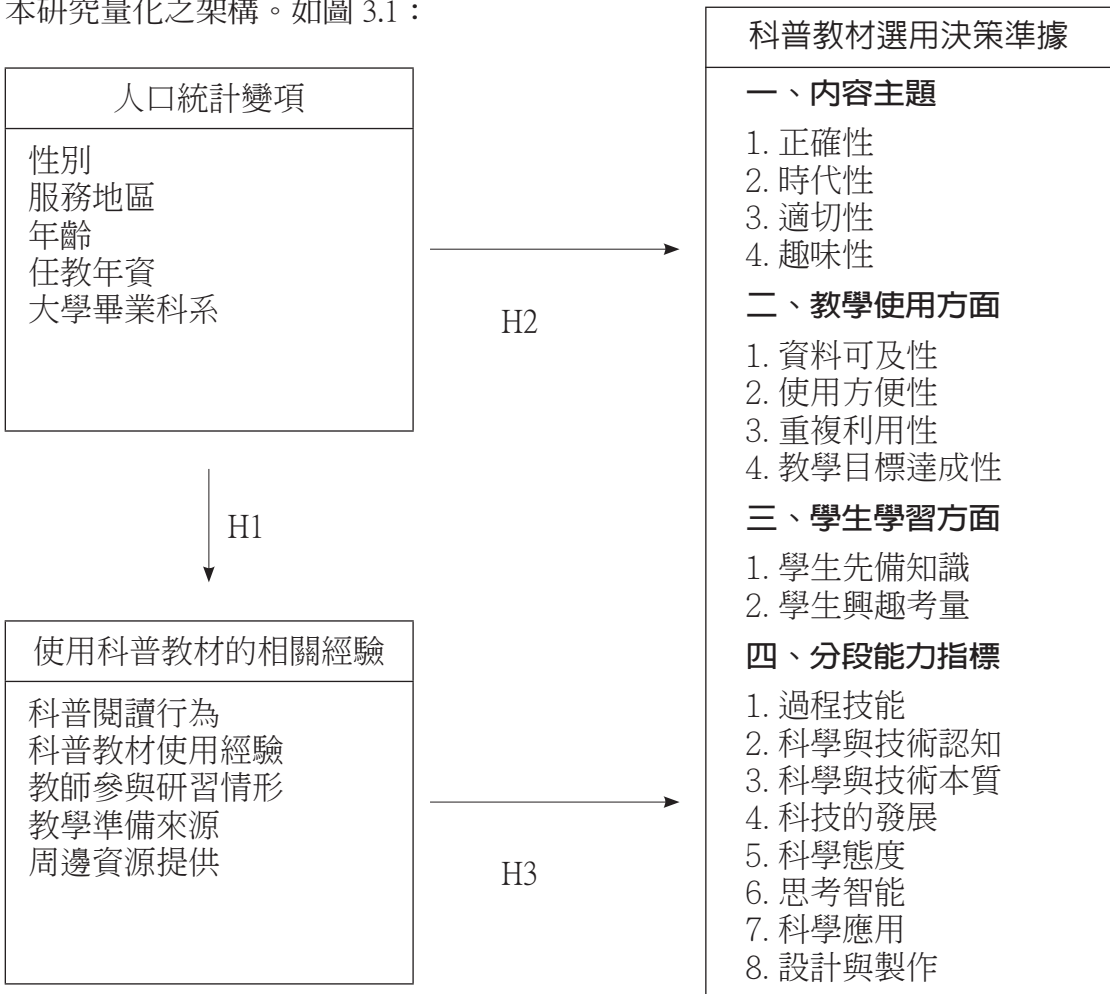 本研究量化之架構。如圖 3.1：
人口統計變項
性別
服務地區
年齡
任教年資
大學畢業科系
H2
H1
使用科普教材的相關經驗
科普閱讀行為
科普教材使用經驗
教師參與研習情形
教學準備來源
周邊資源提供
H3
科普教材選用決策準據
一、內容主題
1. 正確性
2. 時代性
3. 適切性
4. 趣味性
二、教學使用方面
1. 資料可及性
2. 使用方便性
3. 重複利用性
4. 教學目標達成性
三、學生學習方面
1. 學生先備知識
2. 學生興趣考量
四、分段能力指標
1. 過程技能
2. 科學與技術認知
3. 科學與技術本質
4. 科技的發展
5. 科學態度
6. 思考智能
7. 科學應用
8. 設計與製作